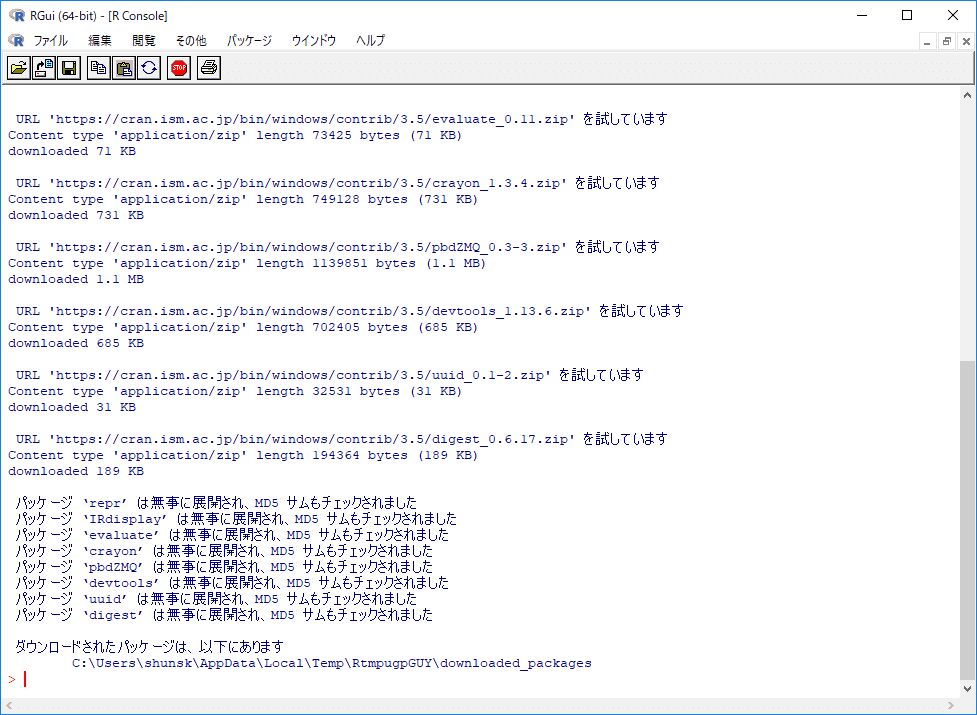 RGui (64-bit) - [R Console]
ファイル 編集 閲覧 その他 パッケージ ウインドウ ヘルプ
STOP
URL 'https://cran.ism.ac.jp/bin/windows/contrib/3.5/evaluate_0.11.zip' を試しています
Content type 'application/zip' length 73425 bytes (71 KB)
downloaded 71 KB
URL 'https://cran.ism.ac.jp/bin/windows/contrib/3.5/crayon_1.3.4.zip' を試しています
Content type 'application/zip' length 749128 bytes (731 KB)
downloaded 731 KB
URL 'https://cran.ism.ac.jp/bin/windows/contrib/3.5/pbdZMQ_0.3-3.zip' を試しています
Content type 'application/zip' length 1139851 bytes (1.1 MB)
downloaded 1.1 MB
URL 'https://cran.ism.ac.jp/bin/windows/contrib/3.5/devtools_1.13.6.zip' を試しています
Content type 'application/zip' length 702405 bytes (685 KB)
downloaded 685 KB
URL 'https://cran.ism.ac.jp/bin/windows/contrib/3.5/uuid_0.1-2.zip' を試しています
Content type 'application/zip' length 32531 bytes (31 KB)
downloaded 31 KB
URL 'https://cran.ism.ac.jp/bin/windows/contrib/3.5/digest_0.6.17.zip' を試しています
Content type 'application/zip' length 194364 bytes (189 KB)
downloaded 189 KB
パッケージ ‘repr’ は無事に展開され、MD5 サムもチェックされました
パッケージ ‘IRdisplay’ は無事に展開され、MD5 サムもチェックされました
パッケージ ‘evaluate’ は無事に展開され、MD5 サムもチェックされました
パッケージ ‘crayon’ は無事に展開され、MD5 サムもチェックされました
パッケージ ‘pbdZMQ’ は無事に展開され、MD5 サムもチェックされました
パッケージ ‘devtools’ は無事に展開され、MD5 サムもチェックされました
パッケージ ‘uuid’ は無事に展開され、MD5 サムもチェックされました
パッケージ ‘digest’ は無事に展開され、MD5 サムもチェックされました
ダウンロードされたパッケージは、以下にあります
C:\Users\shunsk\AppData\Local\Temp\RtmpugpGUY\downloaded_packages
>